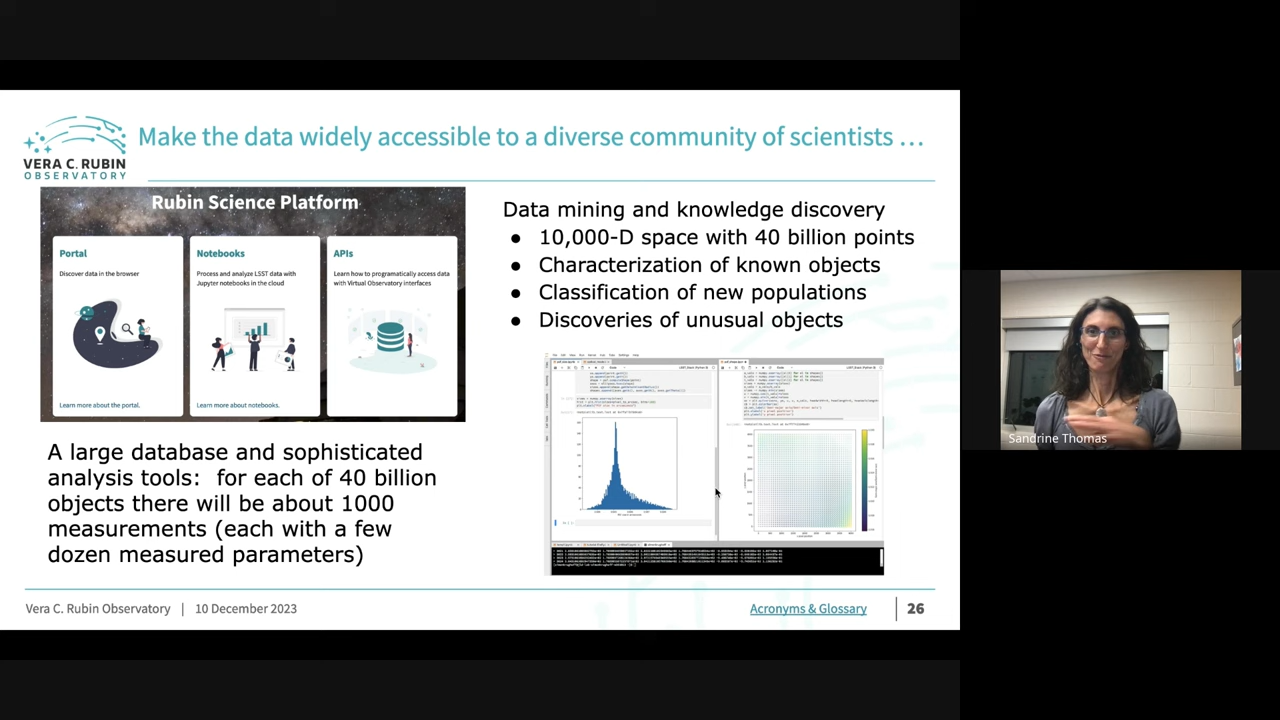 Make the data widely accessible to a diverse community of scientists …
VERA C. RUBIN
OBSERVATORY
Rubin Science Platform
Portal
Discover data in the browser
Learn more about the portal.
Notebooks
Process and analyze LSST data with
Jupyter notebooks in the cloud
Learn more about notebooks.
APIs
Learn how to programatically access data
with Virtual Observatory interfaces
A large database and sophisticated
analysis tools:  for each of 40 billion
objects there will be about 1000
measurements (each with a few
dozen measured parameters)
Data mining and knowledge discovery
● 10,000-D space with 40 billion points
● Characterization of known objects
● Classification of new populations
● Discoveries of unusual objects
Vera C. Rubin Observatory | 10 December 2023
Acronyms & Glossary
26
Sandrine Thomas